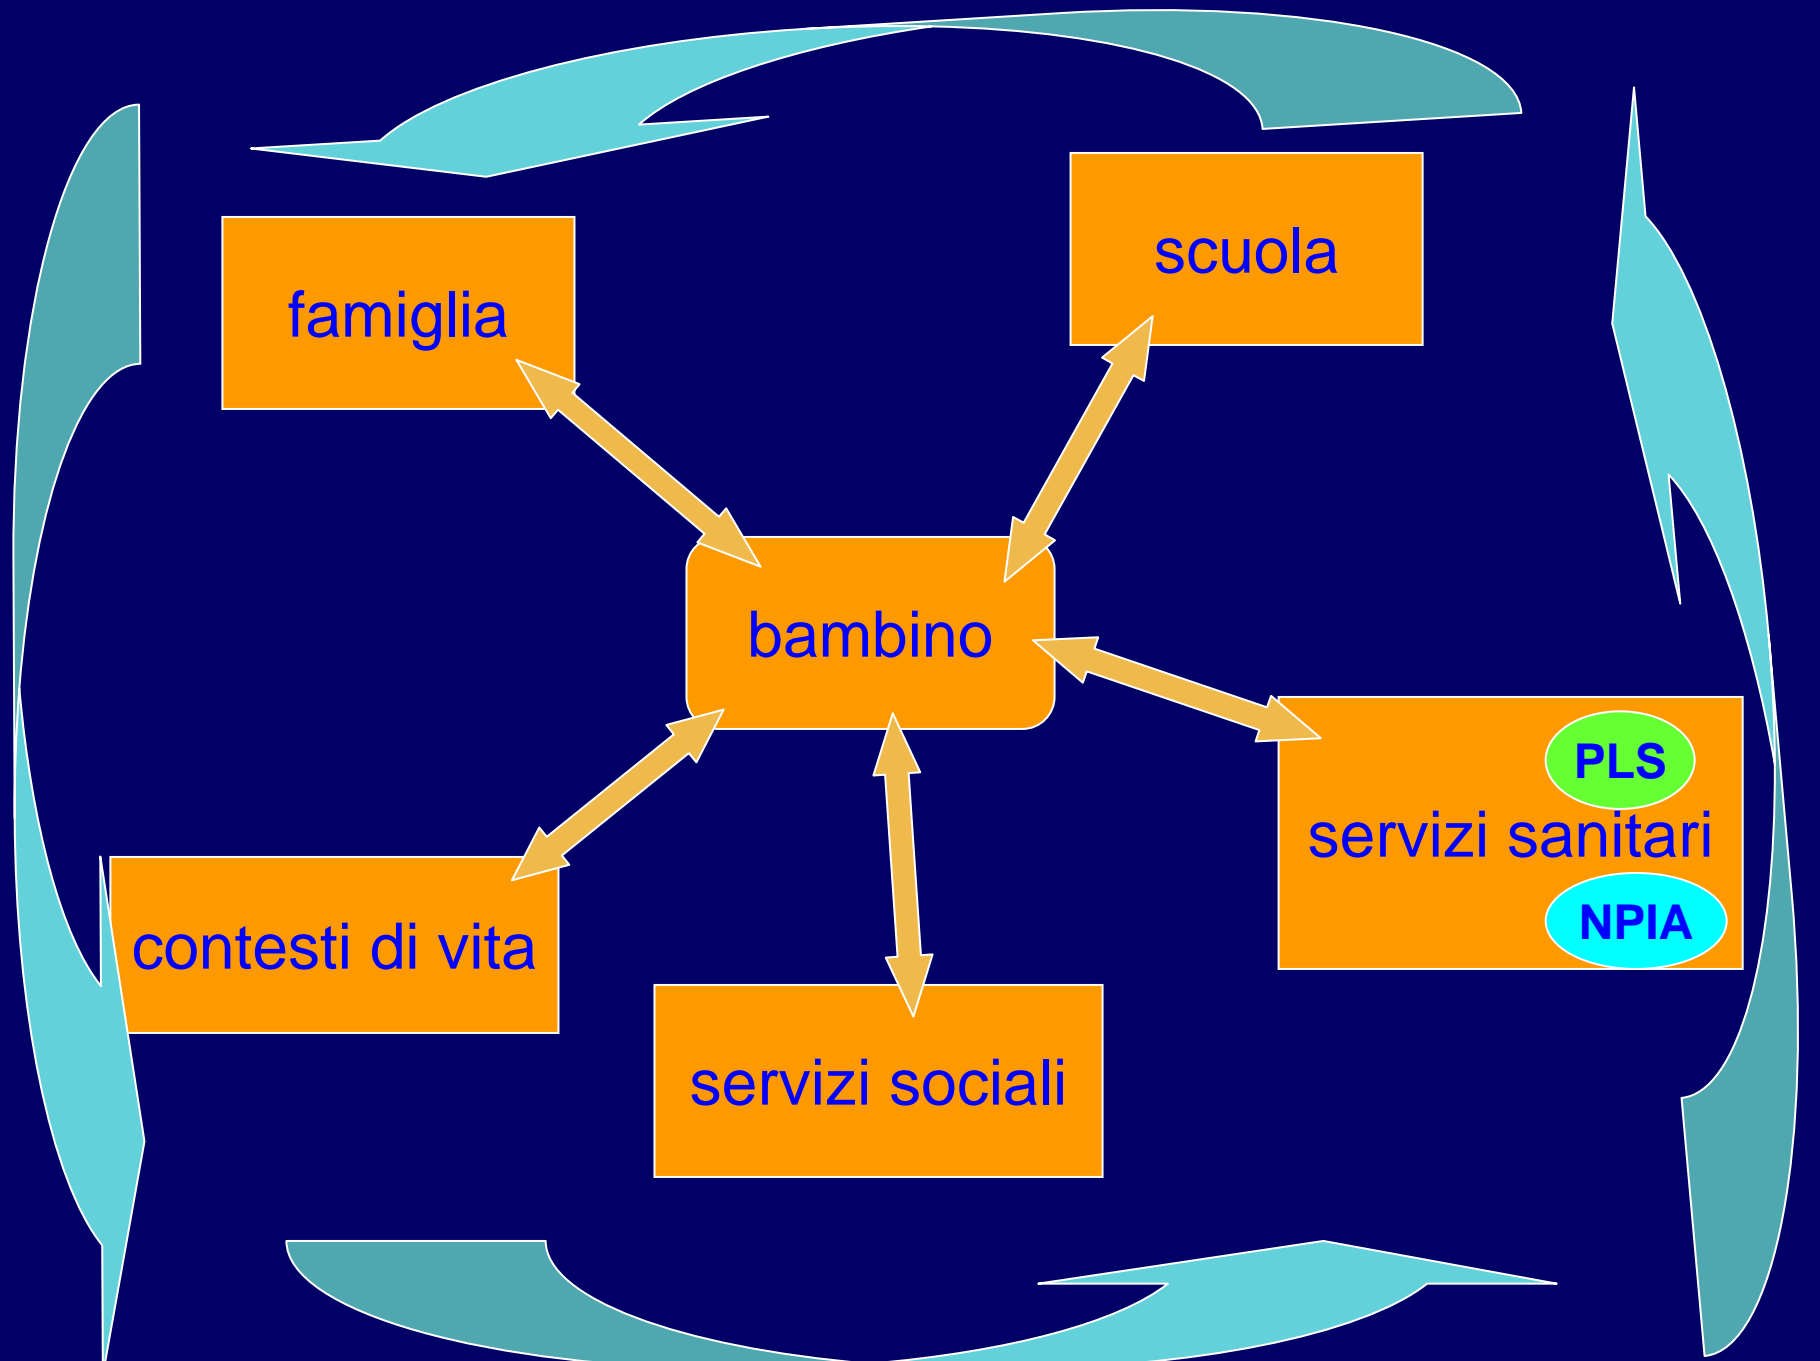 scuola
famiglia
bambino
PLS
servizi sanitari
NPIA
contesti di vita
servizi sociali